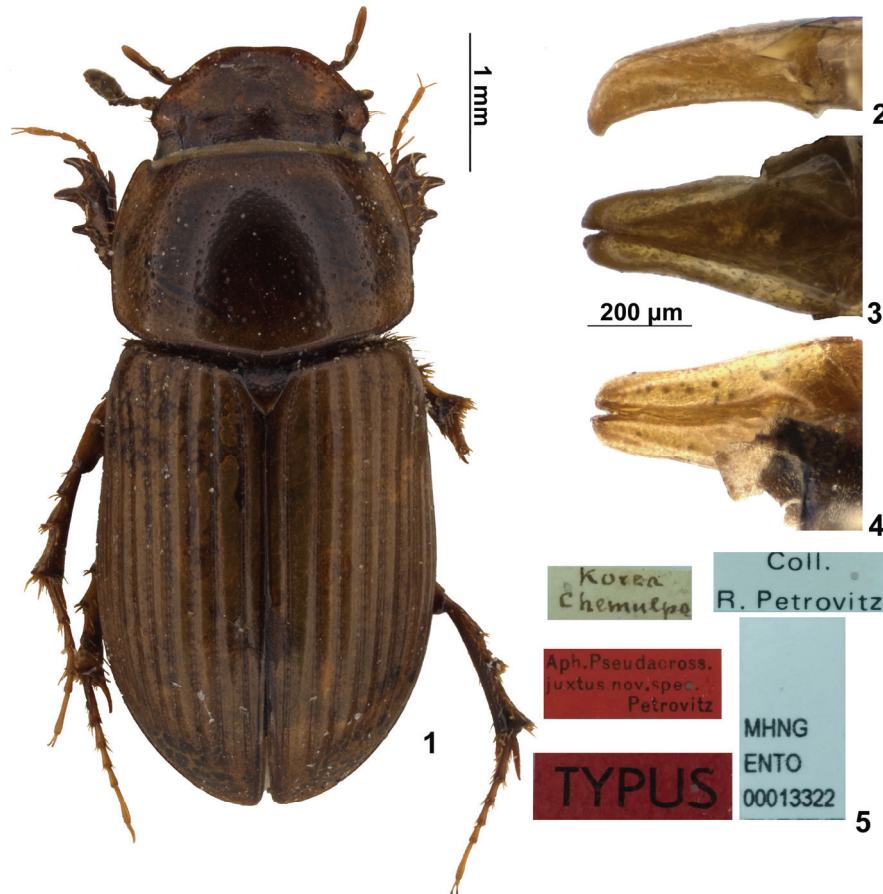 1 mm
2
3
200 µm
4
Korea
Chemulpo
Coll.
R. Petrovitz
Aph. Pseudacross.
juxtus nov. spec.
Petrovitz
MHNG
ENTO
00013322
TYPUS
1
5